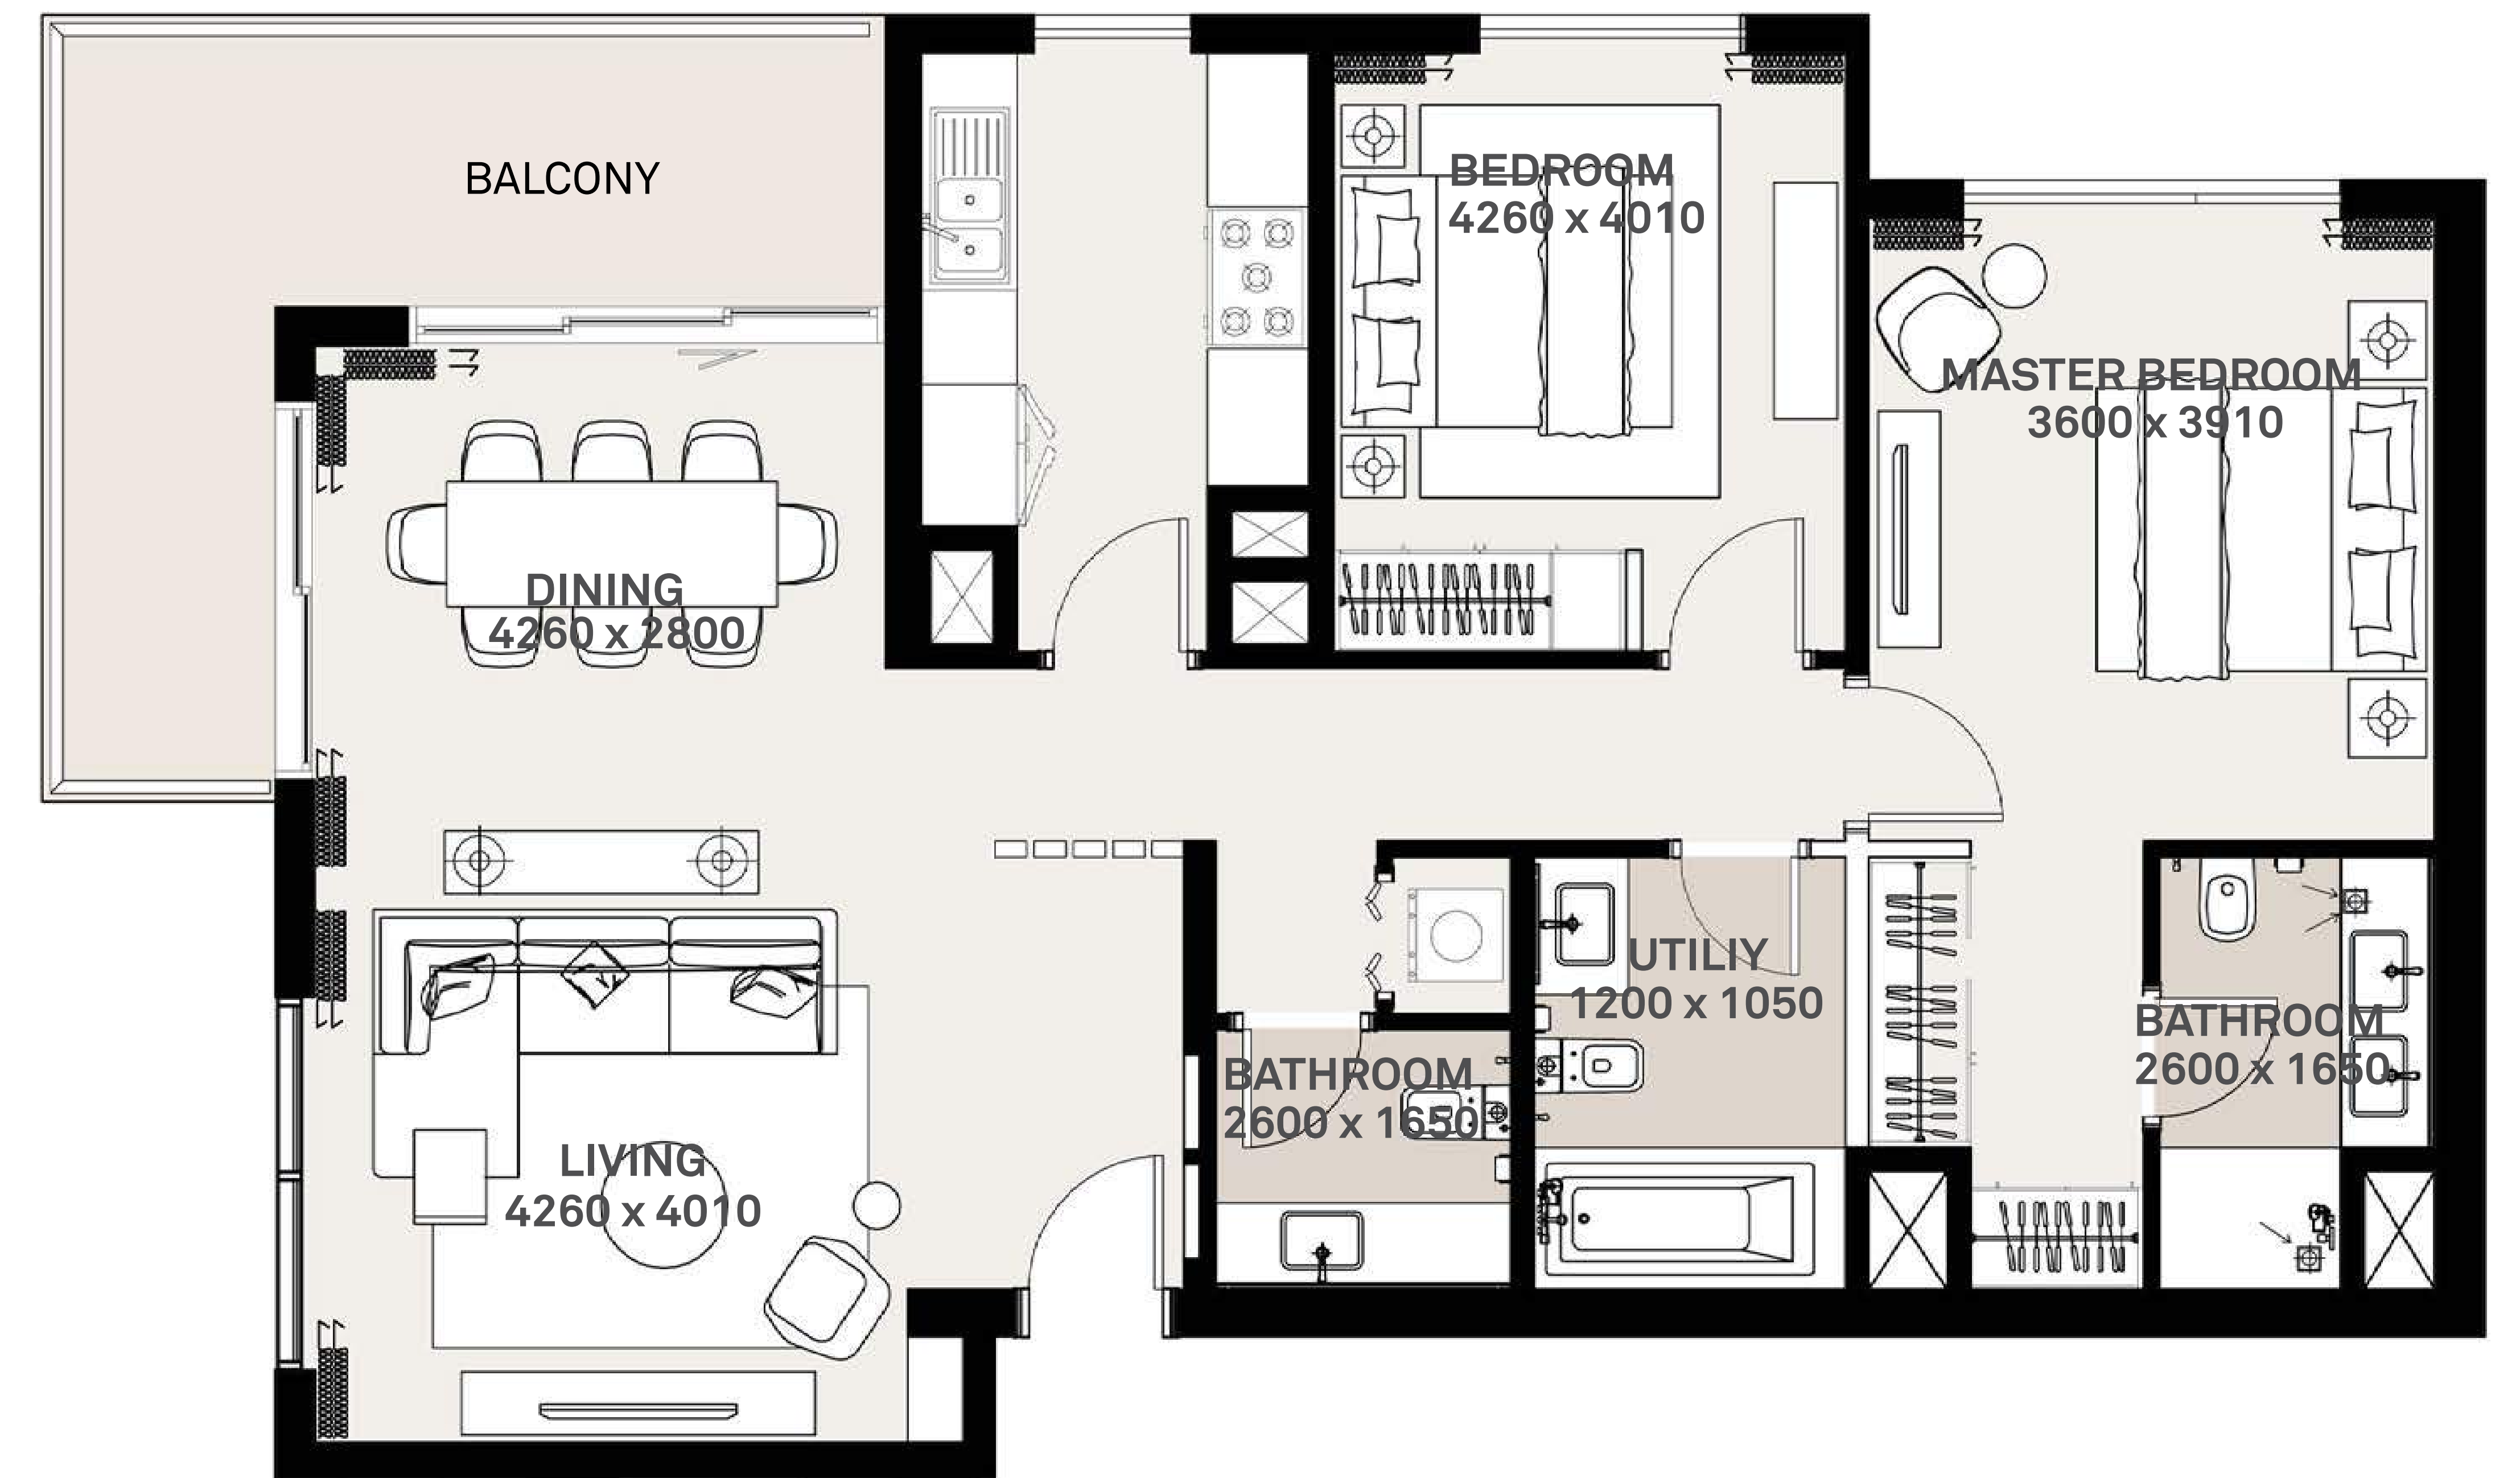 BALCONY
BEDROOM
4260 x 4010
MASTER BEDROOM
3600 x 3910
DINING
4260 x 2800
UTILIY
1200 x 1050
BATHROOM
2600 x 1650
BATHROOM
2600 x 1650
LIVING
4260 x 4010